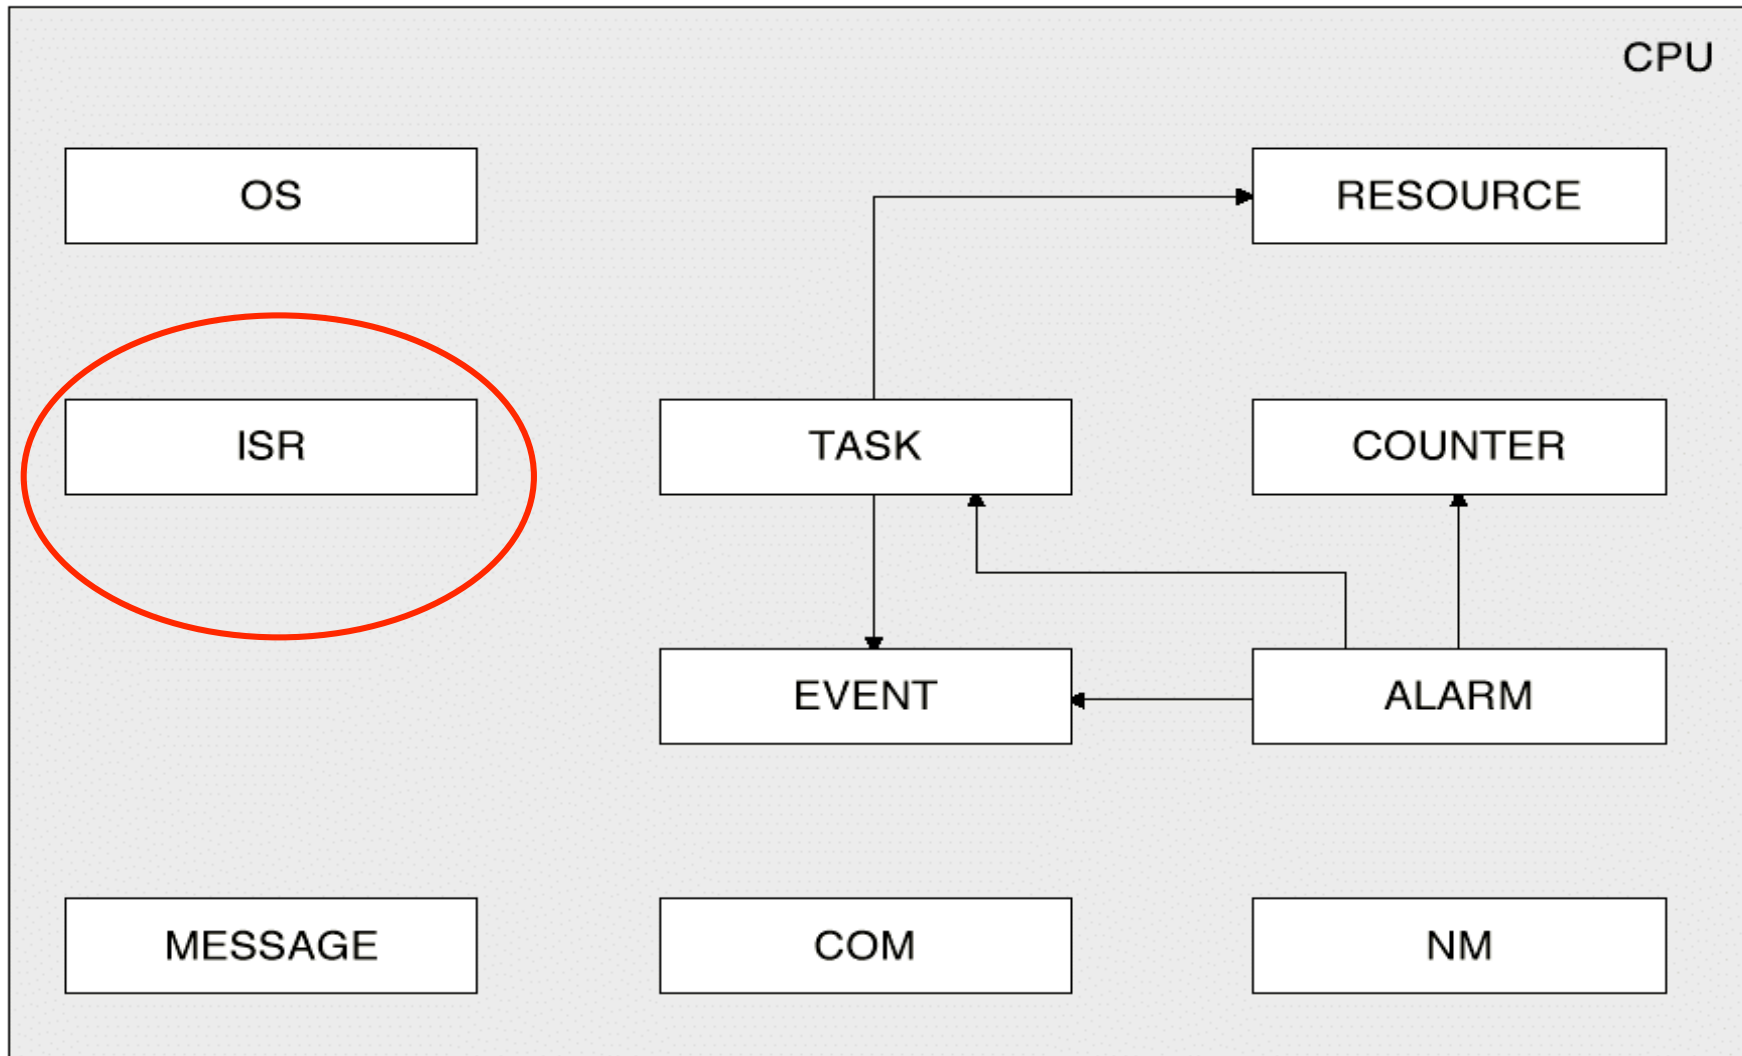 CPU
OS
RESOURCE
ISR
TASK
COUNTER
EVENT
ALARM
MESSAGE
COM
NM